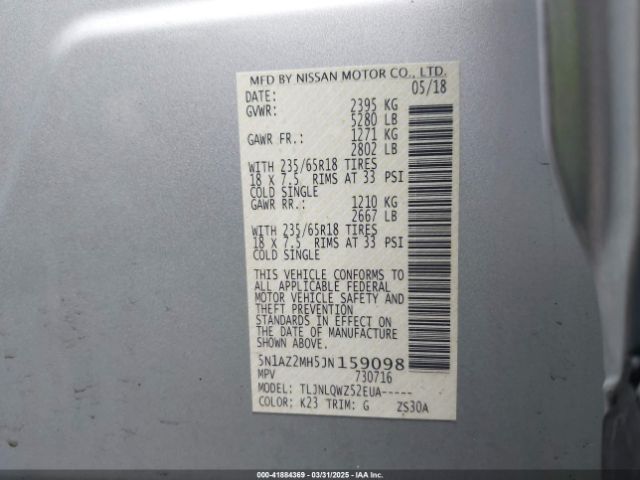 MFD BY NISSAN MOTOR CO., LTD.
DATE: 05/18
GVWR: 2395 KG
5280 LB
GAWR FR.: 1271 KG
2802 LB
WITH 235/65R18 TIRES
18 X 7.5 RIMS AT 33 PSI
COLD SINGLE
GAWR RR.: 1210 KG
2667 LB
WITH 235/65R18 TIRES
18 X 7.5 RIMS AT 33 PSI
COLD SINGLE
THIS VEHICLE CONFORMS TO
ALL APPLICABLE FEDERAL
MOTOR VEHICLE SAFETY AND
THEFT PREVENTION
STANDARDS IN EFFECT ON
THE DATE OF MANUFACTURE
SHOWN ABOVE.
5N1AZ2MH5JN159098
MPV 730716
MODEL: TLJNLQWZ52EUA-----
COLOR: K23 TRIM: G ZS30A
000-41884369 - 03/31/2025 - IAAI.COM